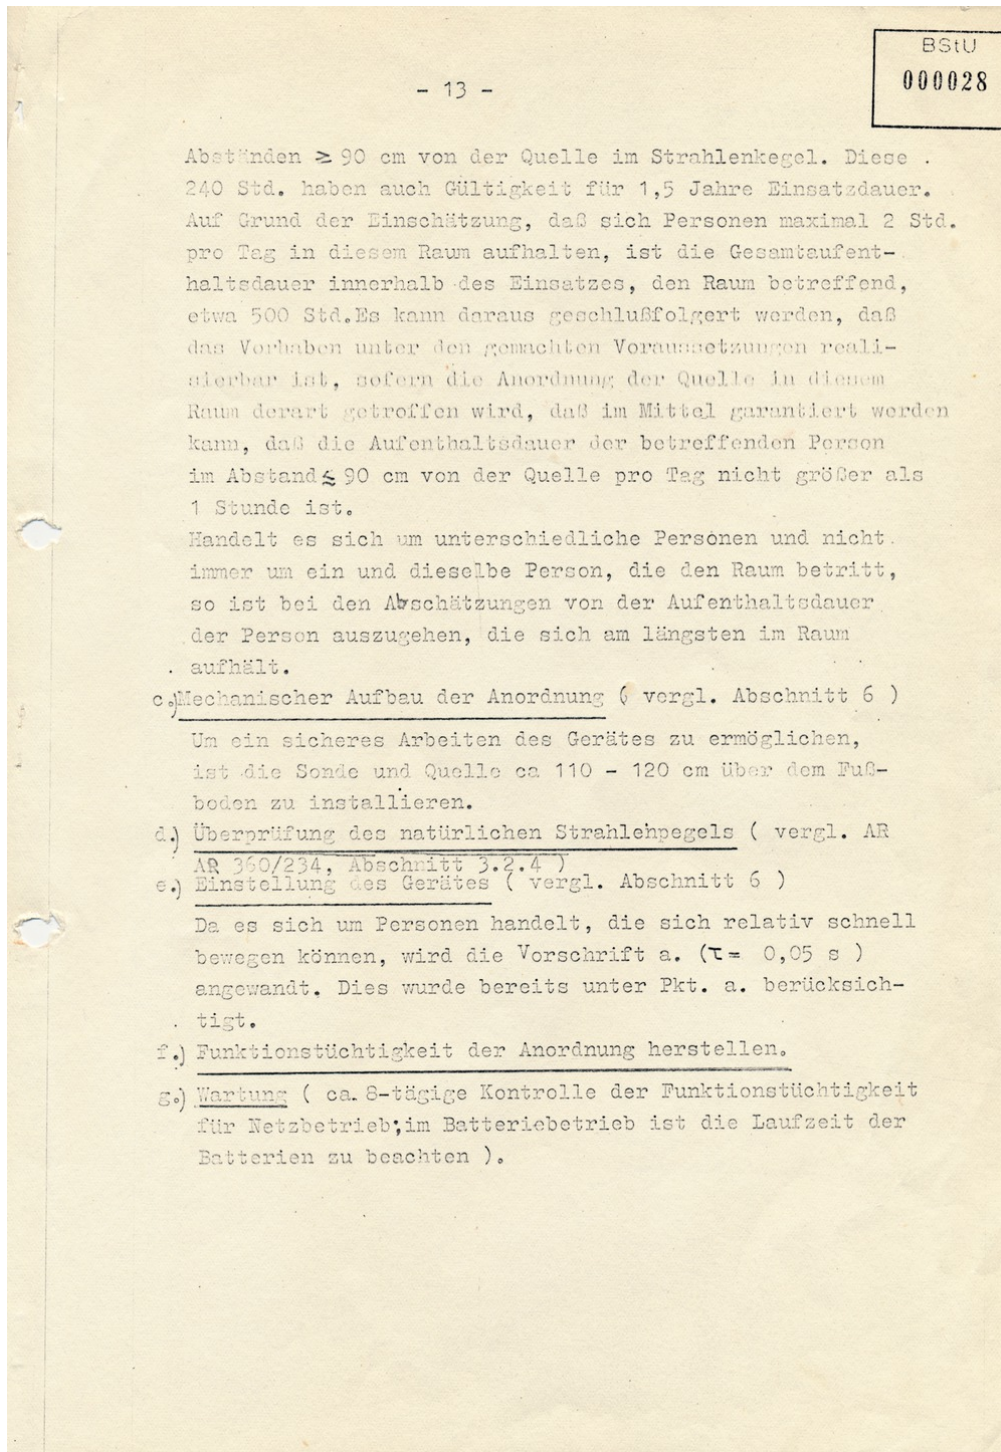 BStU
000028
- 13 -
Abständen ≥ 90 cm von der Quelle im Strahlenkegel. Diese
240 Std. haben auch Gültigkeit für 1,5 Jahre Einsatzdauer.
Auf Grund der Einschätzung, daß sich Personen maximal 2 Std.
pro Tag in diesem Raum aufhalten, ist die Gesamtaufent-
haltsdauer innerhalb des Einsatzes, den Raum betreffend,
etwa 500 Std.Es kann daraus geschlußfolgert werden, daß
das Vorhaben unter den gemachten Voraussetzungen reali-
sierbar ist, sofern die Anordnung der Quelle in diesem
Raum derart getroffen wird, daß im Mittel garantiert werden
kann, daß die Aufenthaltsdauer der betreffenden Person
im Abstand ≤ 90 cm von der Quelle pro Tag nicht größer als
1 Stunde ist.
Handelt es sich um unterschiedliche Personen und nicht
immer um ein und dieselbe Person, die den Raum betritt,
so ist bei den Abschätzungen von der Aufenthaltsdauer
der Person auszugehen, die sich am längsten im Raum
aufhält.
c.)Mechanischer Aufbau der Anordnung ( vergl. Abschnitt 6 )
Um ein sicheres Arbeiten des Gerätes zu ermöglichen,
ist die Sonde und Quelle ca 110 - 120 cm über dem Fuß-
boden zu installieren.
d.) Überprüfung des natürlichen Strahlehpegels ( vergl. AR
AR 360/234, Abschnitt 3.2.4 )
e.) Einstellung des Gerätes ( vergl. Abschnitt 6 )
Da es sich um Personen handelt, die sich relativ schnell
bewegen können, wird die Vorschrift a. (τ = 0,05 s )
angewandt. Dies wurde bereits unter Pkt. a. berücksich-
tigt.
f.) Funktionstüchtigkeit der Anordnung herstellen.
g.) Wartung ( ca. 8-tägige Kontrolle der Funktionstüchtigkeit
für Netzbetrieb;im Batteriebetrieb ist die Laufzeit der
Batterien zu beachten ).